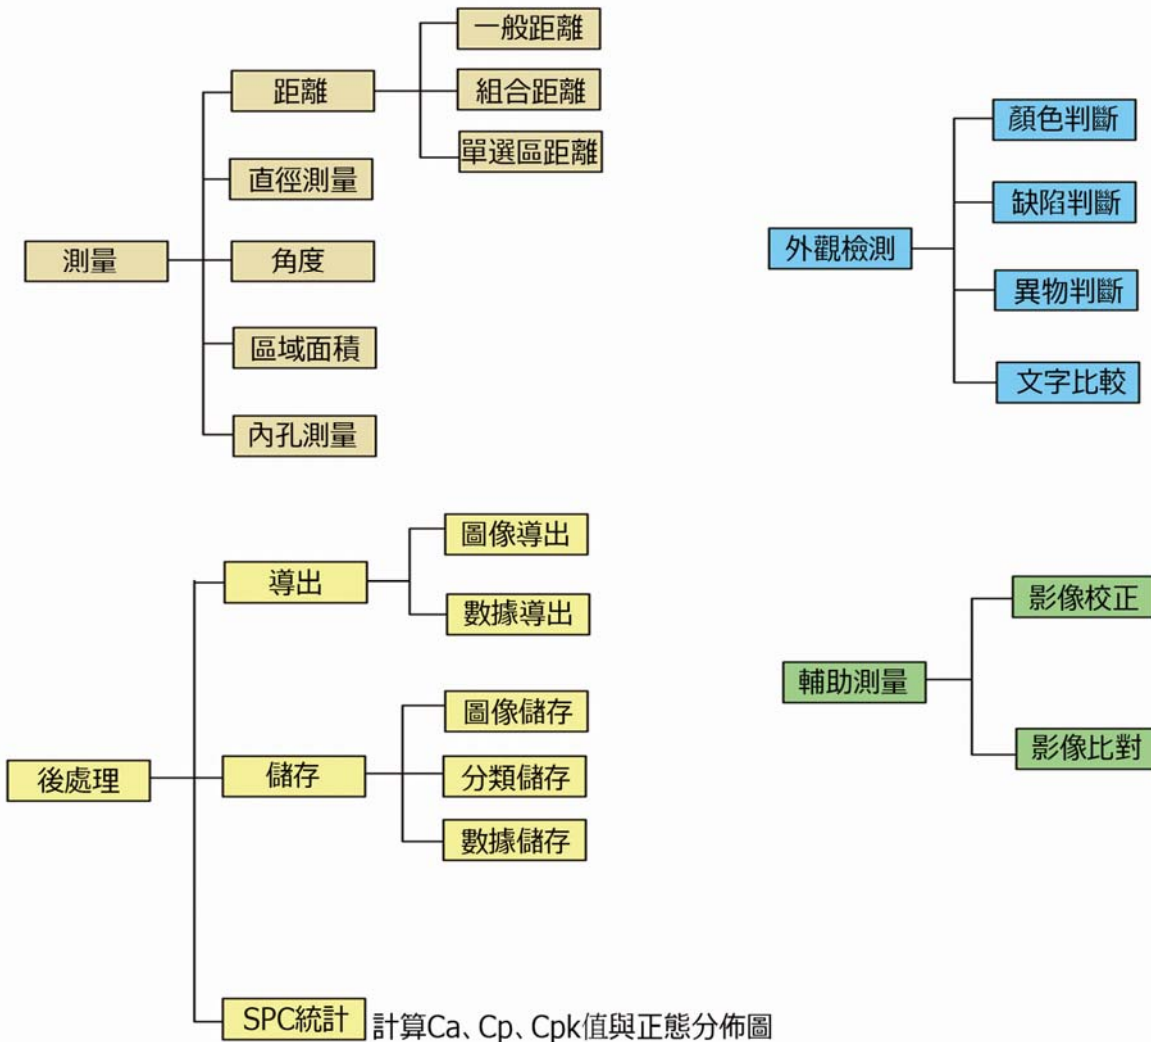 測量
距離
一般距離
組合距離
單選區距離
直徑測量
角度
區域面積
內孔測量
外觀檢測
顏色判斷
缺陷判斷
異物判斷
文字比較
後處理
導出
圖像導出
數據導出
儲存
圖像儲存
分類儲存
數據儲存
SPC統計 計算Ca、Cp、Cpk值與正態分佈圖
輔助測量
影像校正
影像比對